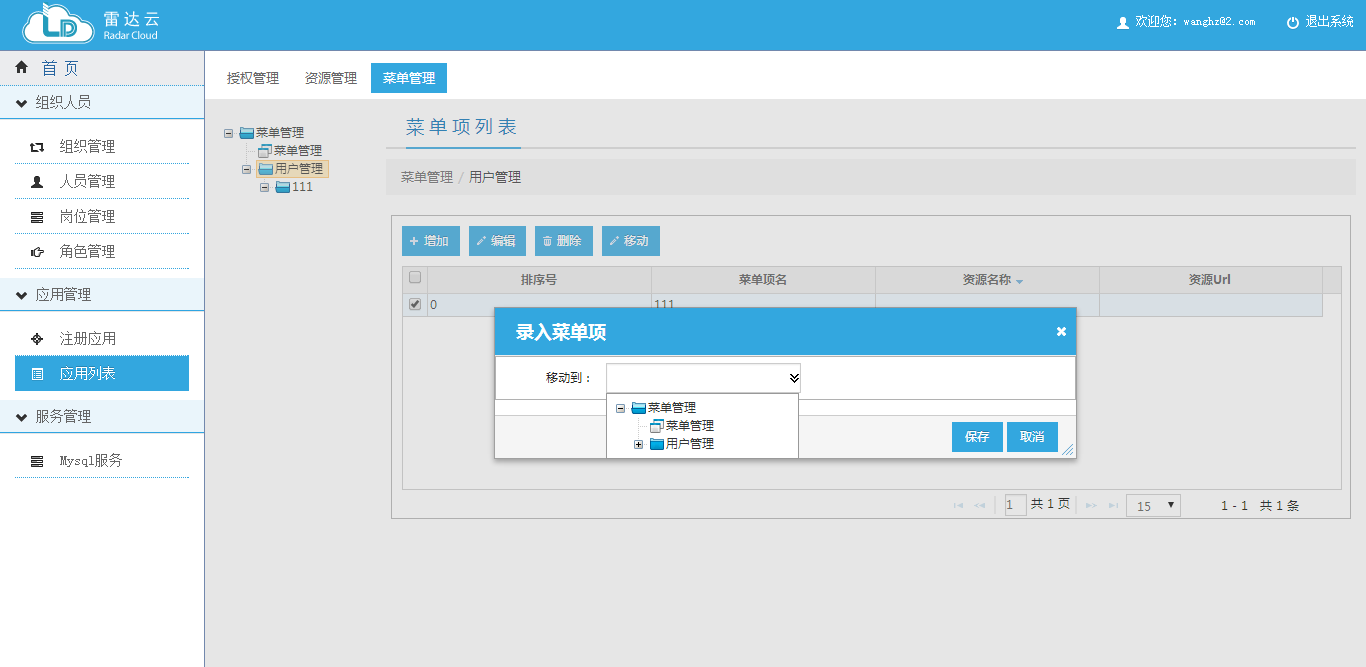 雷达云
Radar Cloud
欢迎您: wanghz@2.com
退出系统
首 页
组织人员
组织管理
人员管理
岗位管理
角色管理
应用管理
注册应用
应用列表
服务管理
Mysql服务
授权管理 资源管理 菜单管理
菜单管理
菜单管理
用户管理
111
菜单项列表
菜单管理 / 用户管理
增加 编辑 删除 移动
排序号 菜单顶名 资源名称 资源Url
0 111
录入菜单项
移动到：
菜单管理
菜单管理
用户管理
保存 取消
1 共 1 页 15 1 - 1 共 1 条